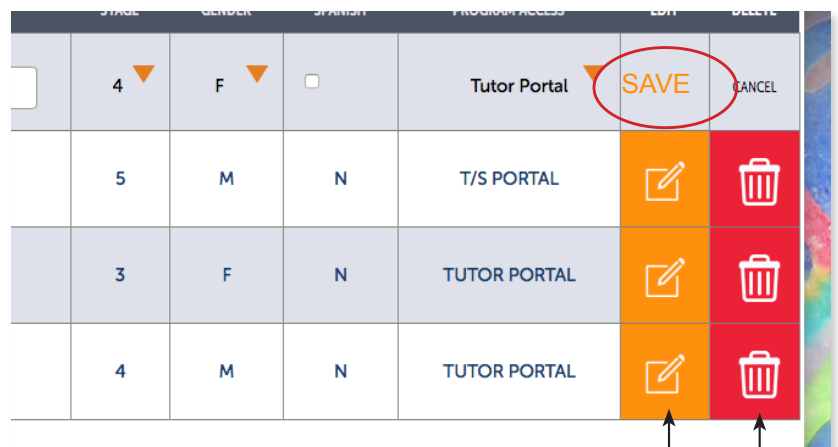 STAGE GENDER SPANISH PROGRAM ACCESS EDIT DELETE
4 F Tutor Portal SAVE CANCEL
5 M N T/S PORTAL
3 F N TUTOR PORTAL
4 M N TUTOR PORTAL